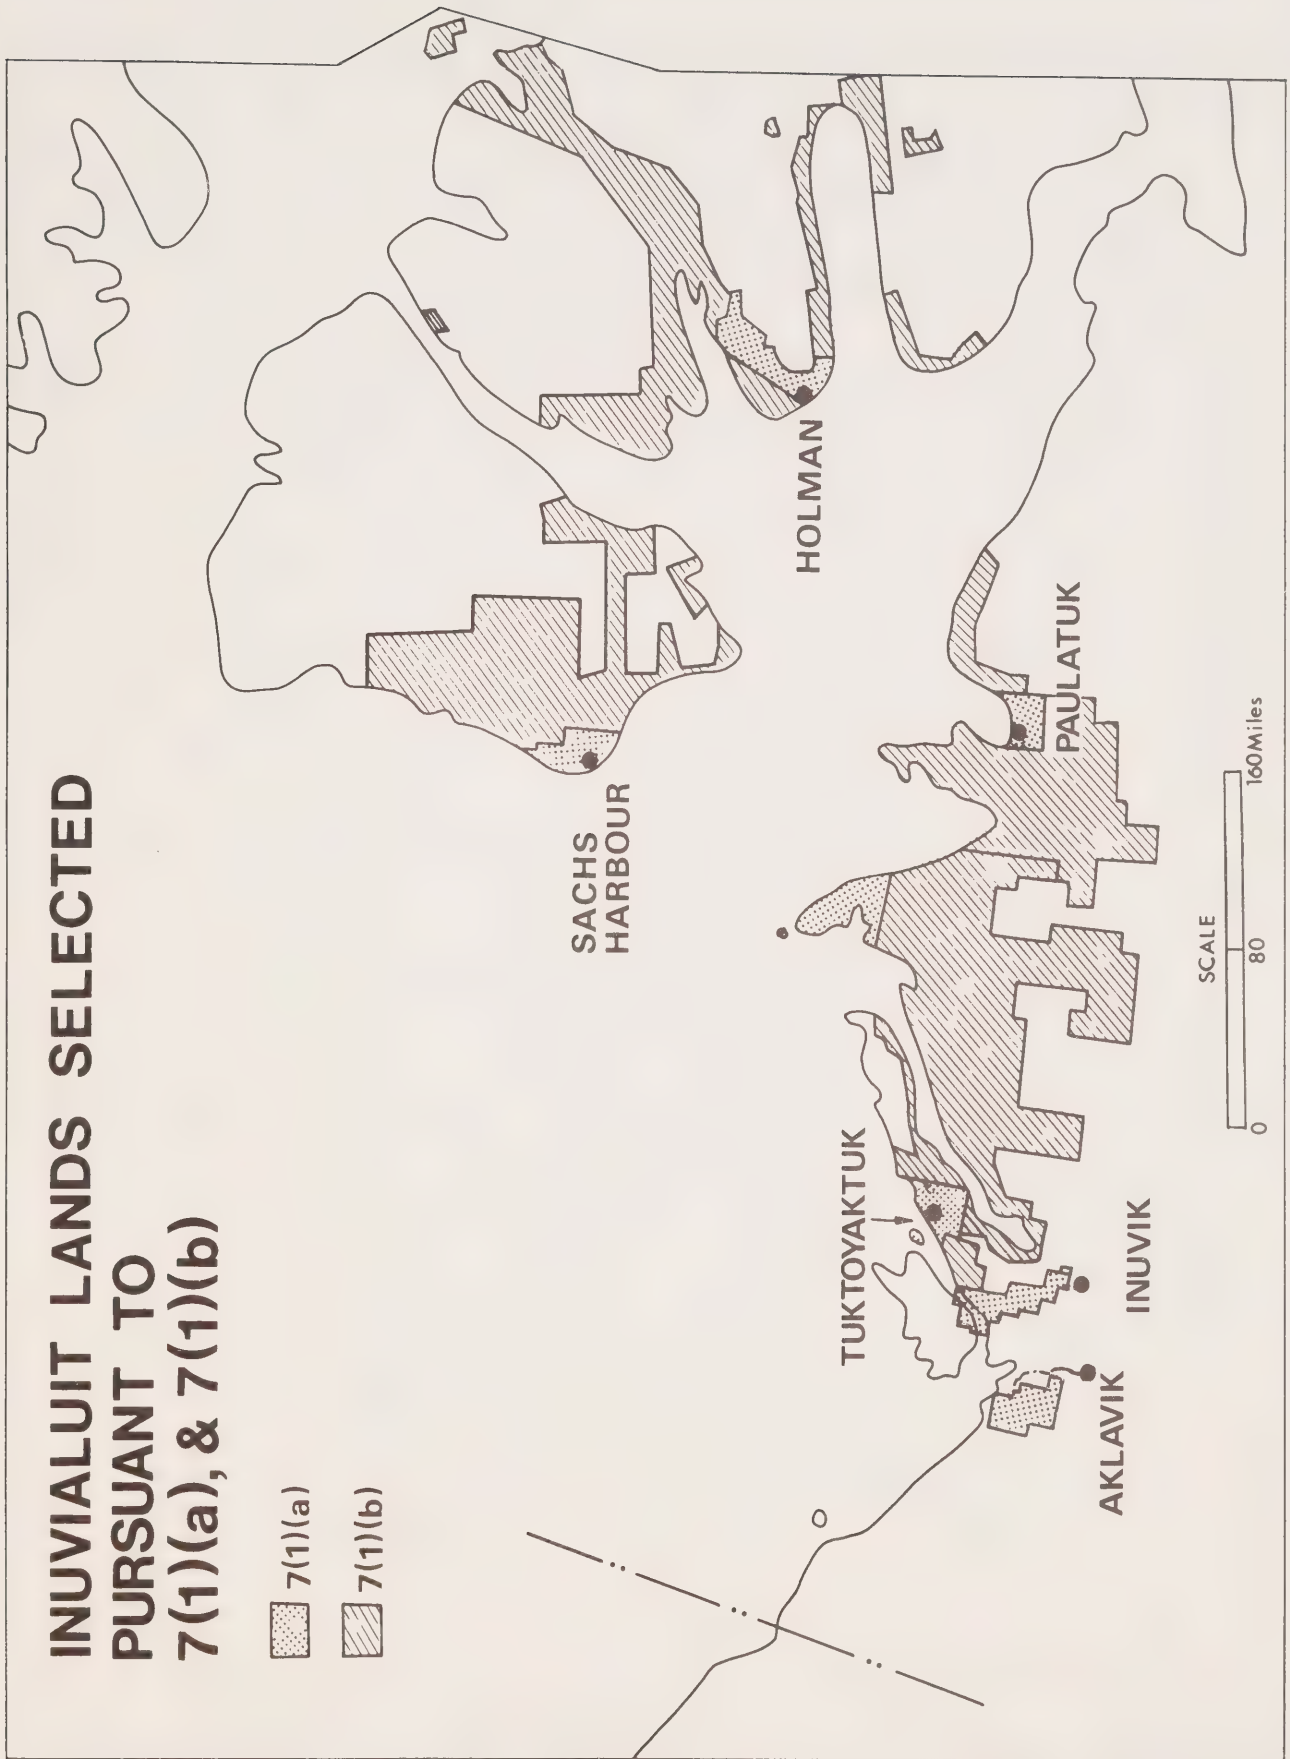 INUVIALUIT LANDS SELECTED
PURSUANT TO
7(1)(a), & 7(1)(b)
7(1)(a)
7(1)(b)
SACHS
HARBOUR
HOLMAN
TUKTOYAKTUK
PAULATUK
AKLAVIK
INUVIK
SCALE
0 80 160 Miles